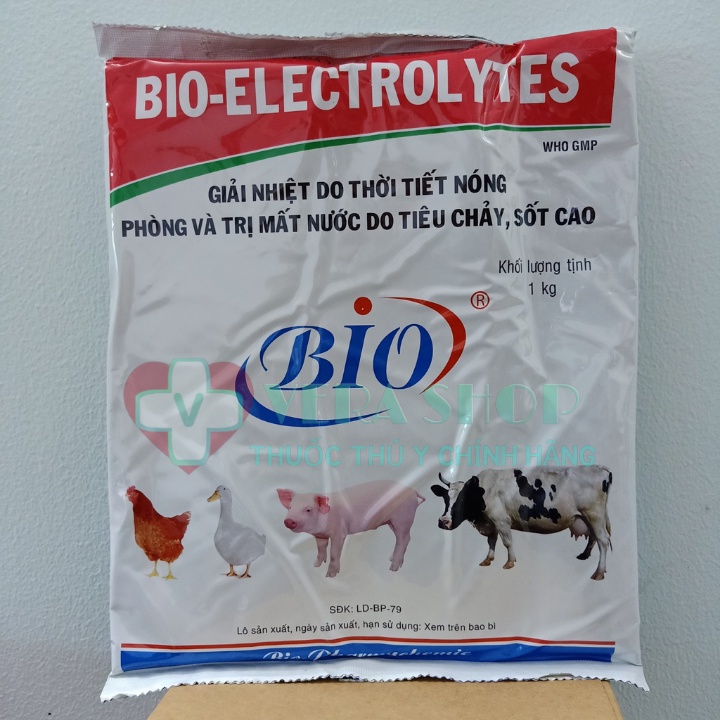 BIO-ELECTROLYTES
WHO GMP
GIẢI NHIỆT DO THỜI TIẾT NÓNG
PHÒNG VÀ TRỊ MẤT NƯỚC DO TIÊU CHẢY, SỐT CAO
Khối lượng tịnh
1 kg
BIO ®
V VERA SHOP
THUỐC THÚ Y CHÍNH HÃNG
SĐK: LD-BP-79
Lô sản xuất, ngày sản xuất, hạn sử dụng: Xem trên bao bì